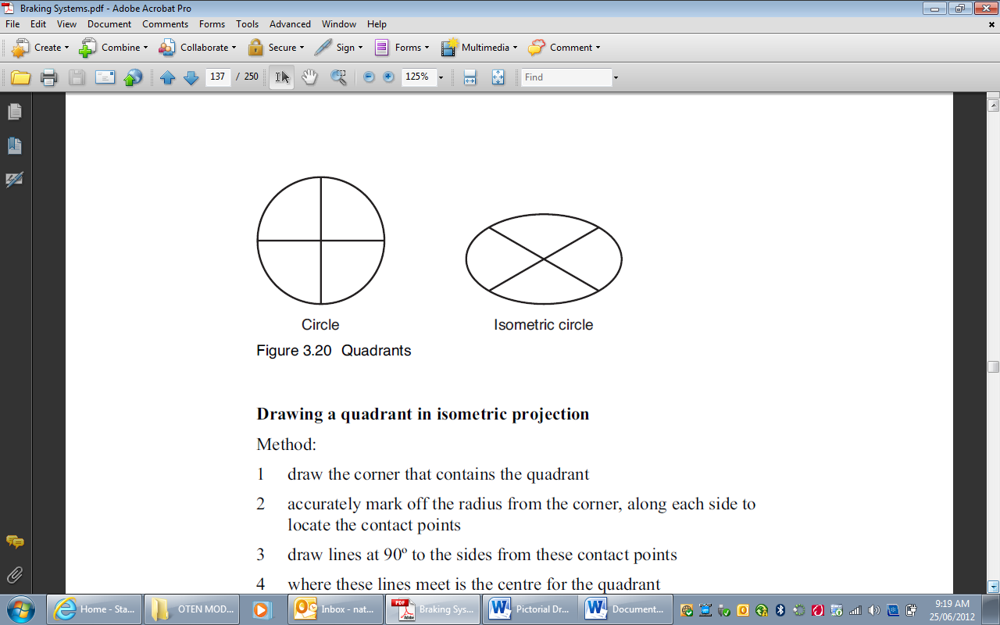 Braking Systems.pdf - Adobe Acrobat Pro
File Edit View Document Comments Forms Tools Advanced Window Help
Create Combine Collaborate Secure Sign Forms Multimedia Comment
137 / 250 125% Find
Circle Isometric circle
Figure 3.20 Quadrants
Drawing a quadrant in isometric projection
Method:
1 draw the corner that contains the quadrant
2 accurately mark off the radius from the corner, along each side to
locate the contact points
3 draw lines at 90º to the sides from these contact points
4 where these lines meet is the centre for the quadrant
Home - Sta... OTEN MOD... Inbox - nat... Braking Sys... Pictorial Dr... Document... 9:19 AM
25/06/2012